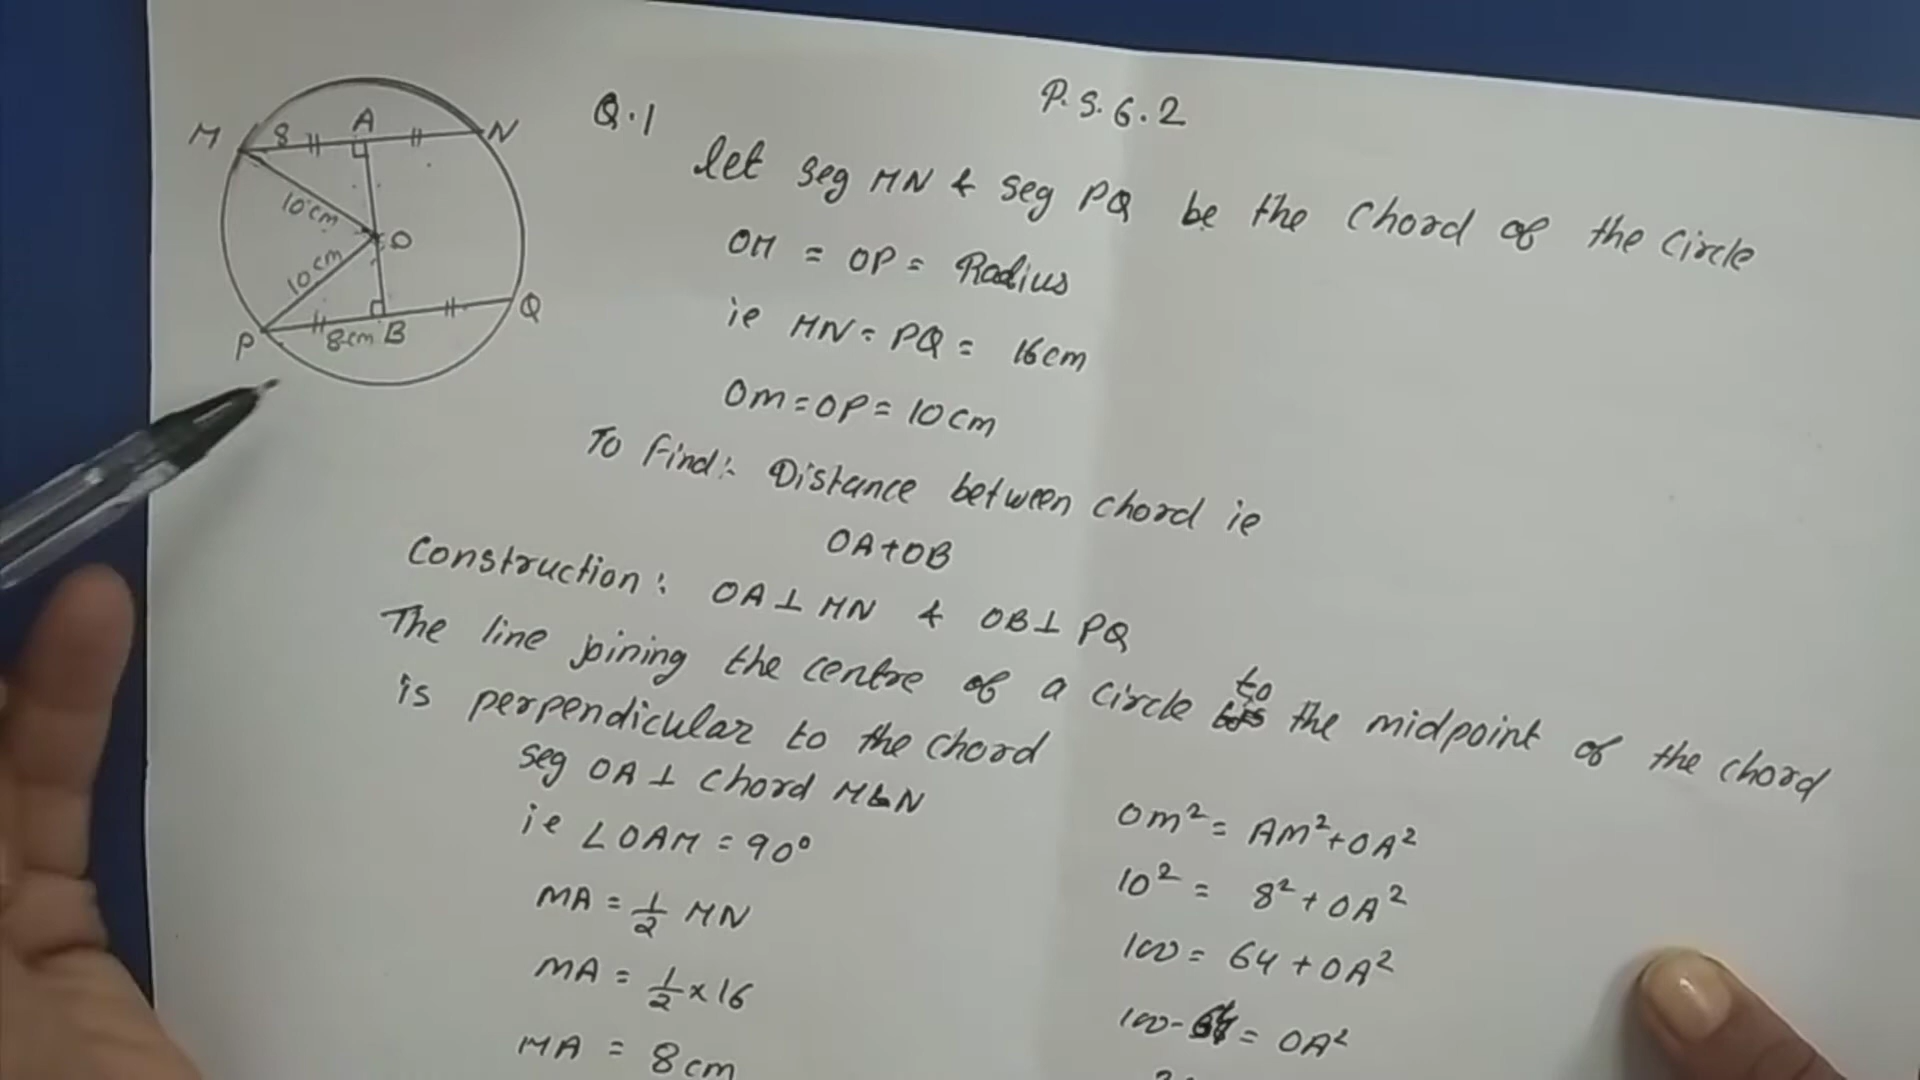 P.S. 6.2
Q.1
let seg MN & seg PQ be the Chord of the Circle
OM = OP = Radius
ie MN = PQ = 16cm
OM = OP = 10cm
To find:- Distance between chord ie
OA+OB
Construction: OA⊥MN & OB⊥ PQ
The line joining the centre of a circle to the midpoint of the chord
is perpendicular to the chord
seg OA ⊥ Chord MN
ie ∠OAM = 90°
MA = 1/2 MN
MA = 1/2 x 16
MA = 8cm
OM² = AM²+OA²
10² = 8²+OA²
100 = 64+OA²
100-64 = OA²
M
8
A
N
10cm
O
10cm
P
8cm
B
Q